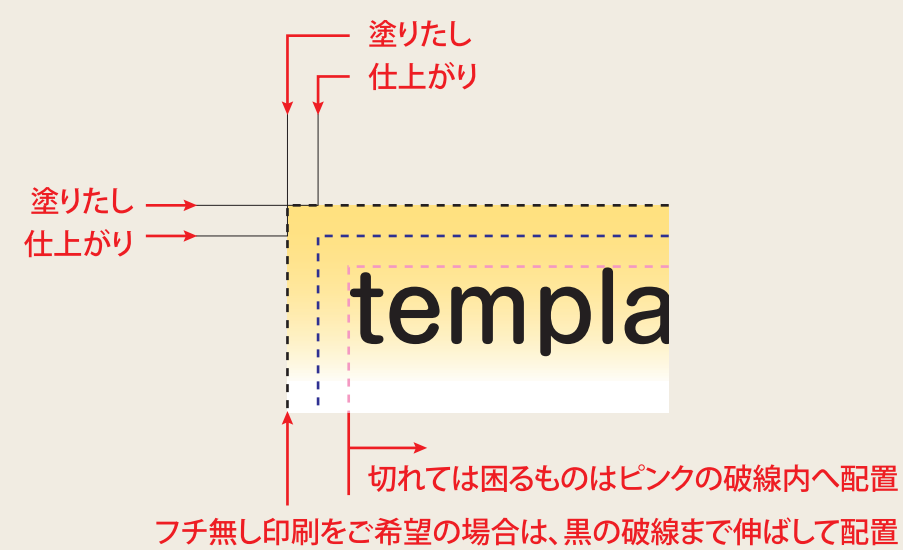 塗りたし
仕上がり
塗りたし
仕上がり
templa
切れては困るものはピンクの破線内へ配置
フチ無し印刷をご希望の場合は、黒の破線まで伸ばして配置